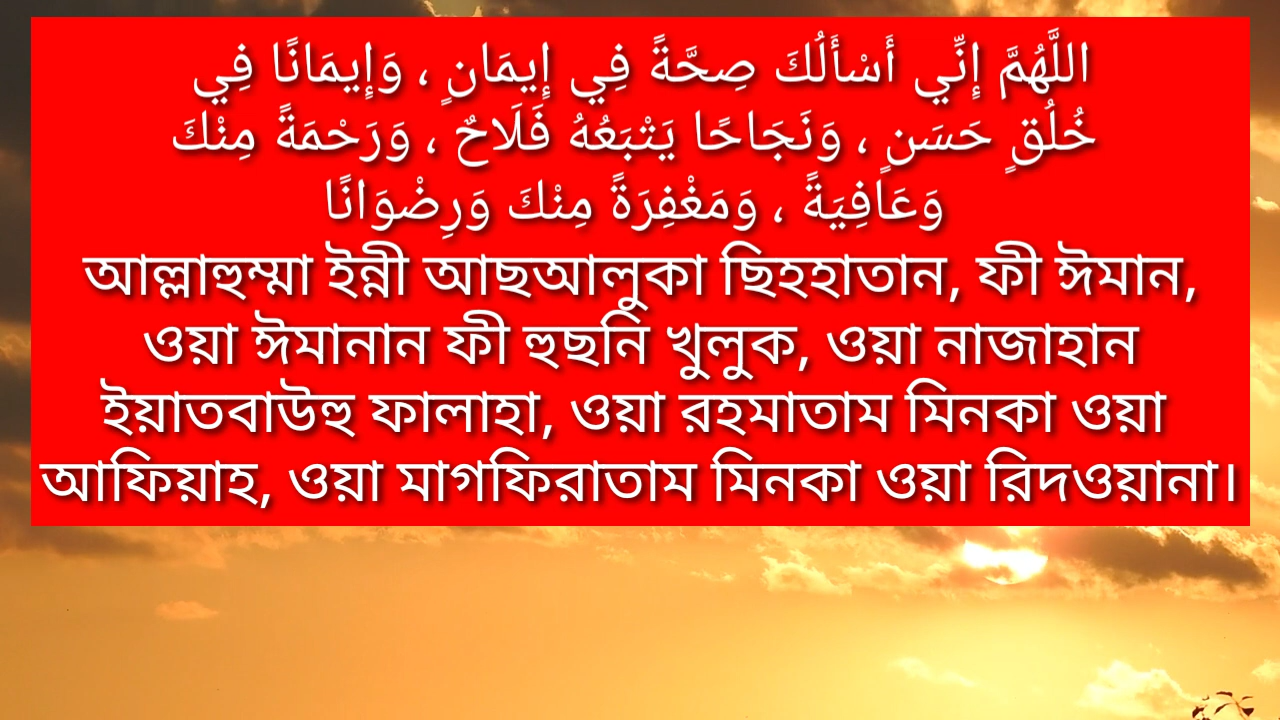 اللَّهُمَّ إِنِّي أَسْأَلُكَ صِحَّةً فِي إِيمَانٍ ، وَإِيمَانًا فِي
خُلُقٍ حَسَنٍ ، وَنَجَاحًا يَتْبَعُهُ فَلَاحٌ ، وَرَحْمَةً مِنْكَ
وَعَافِيَةً ، وَمَغْفِرَةً مِنْكَ وَرِضْوَانًا
আল্লাহুম্মা ইন্নী আছআলুকা ছিহহাতান, ফী ঈমান,
ওয়া ঈমানান ফী হুছনি খুলুক, ওয়া নাজাহান
ইয়াতবাউহু ফালাহা, ওয়া রহমাতাম মিনকা ওয়া
আফিয়াহ, ওয়া মাগফিরাতাম মিনকা ওয়া রিদওয়ানা।